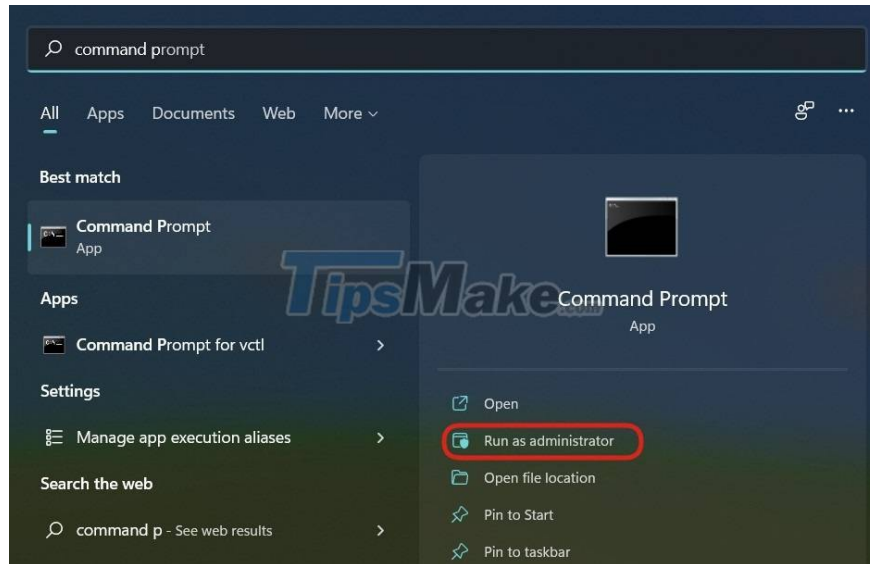 command prompt
All Apps Documents Web More
Best match
Command Prompt
App
Apps
Command Prompt for vctl
Settings
Manage app execution aliases
Search the web
command p - See web results
TipsMake.com
Command Prompt
App
Open
Run as administrator
Open file location
Pin to Start
Pin to taskbar